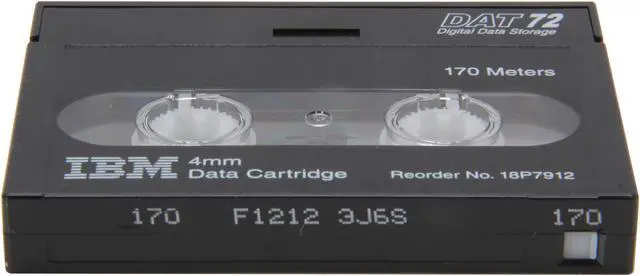 DAT 72
Digital Data Storage
170 Meters
IBM 4mm
Data Cartridge
Reorder No. 18P7912
170 F1212 3J6S 170